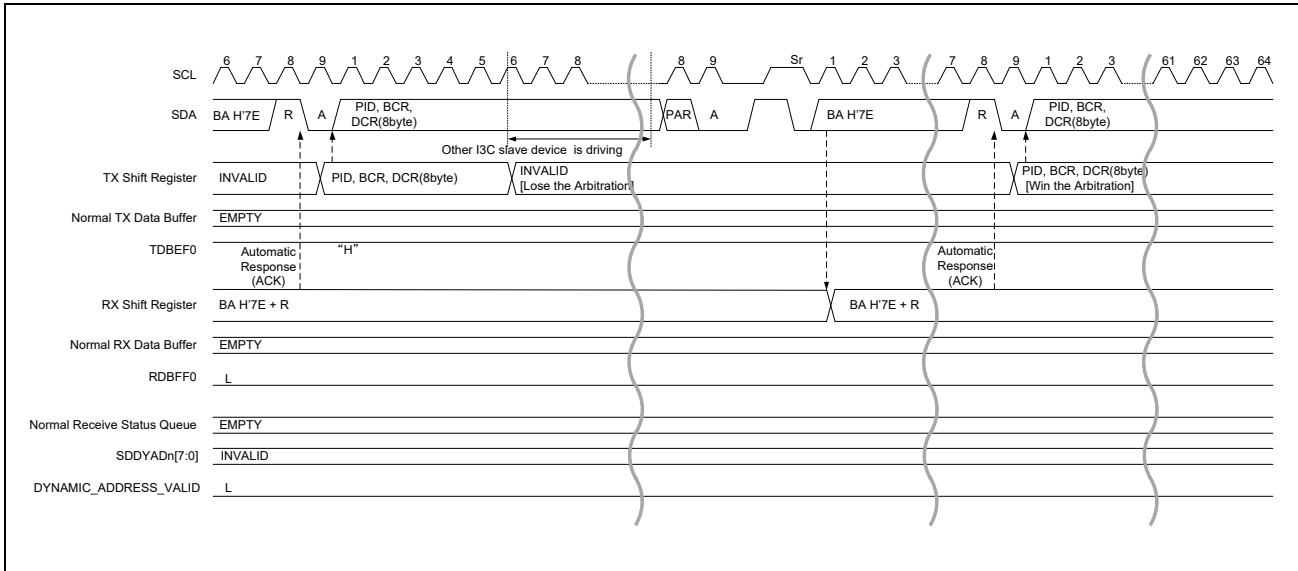 6 7 8 9 1 2 3 4 5 6 7 8 8 9 Sr 1 2 3 7 8 9 1 2 3 61 62 63 64
SCL
SDA BA H'7E R A PID, BCR, DCR(8byte) PAR A BA H'7E R A PID, BCR, DCR(8byte)
Other I3C slave device is driving
TX Shift Register INVALID PID, BCR, DCR(8byte) INVALID [Lose the Arbitration] PID, BCR, DCR(8byte) [Win the Arbitration]
Normal TX Data Buffer EMPTY
TDBEF0 "H"
Automatic Response (ACK) Automatic Response (ACK)
RX Shift Register BA H'7E + R BA H'7E + R
Normal RX Data Buffer EMPTY
RDBFF0 L
Normal Receive Status Queue EMPTY
SDDYADn[7:0] INVALID
DYNAMIC_ADDRESS_VALID L